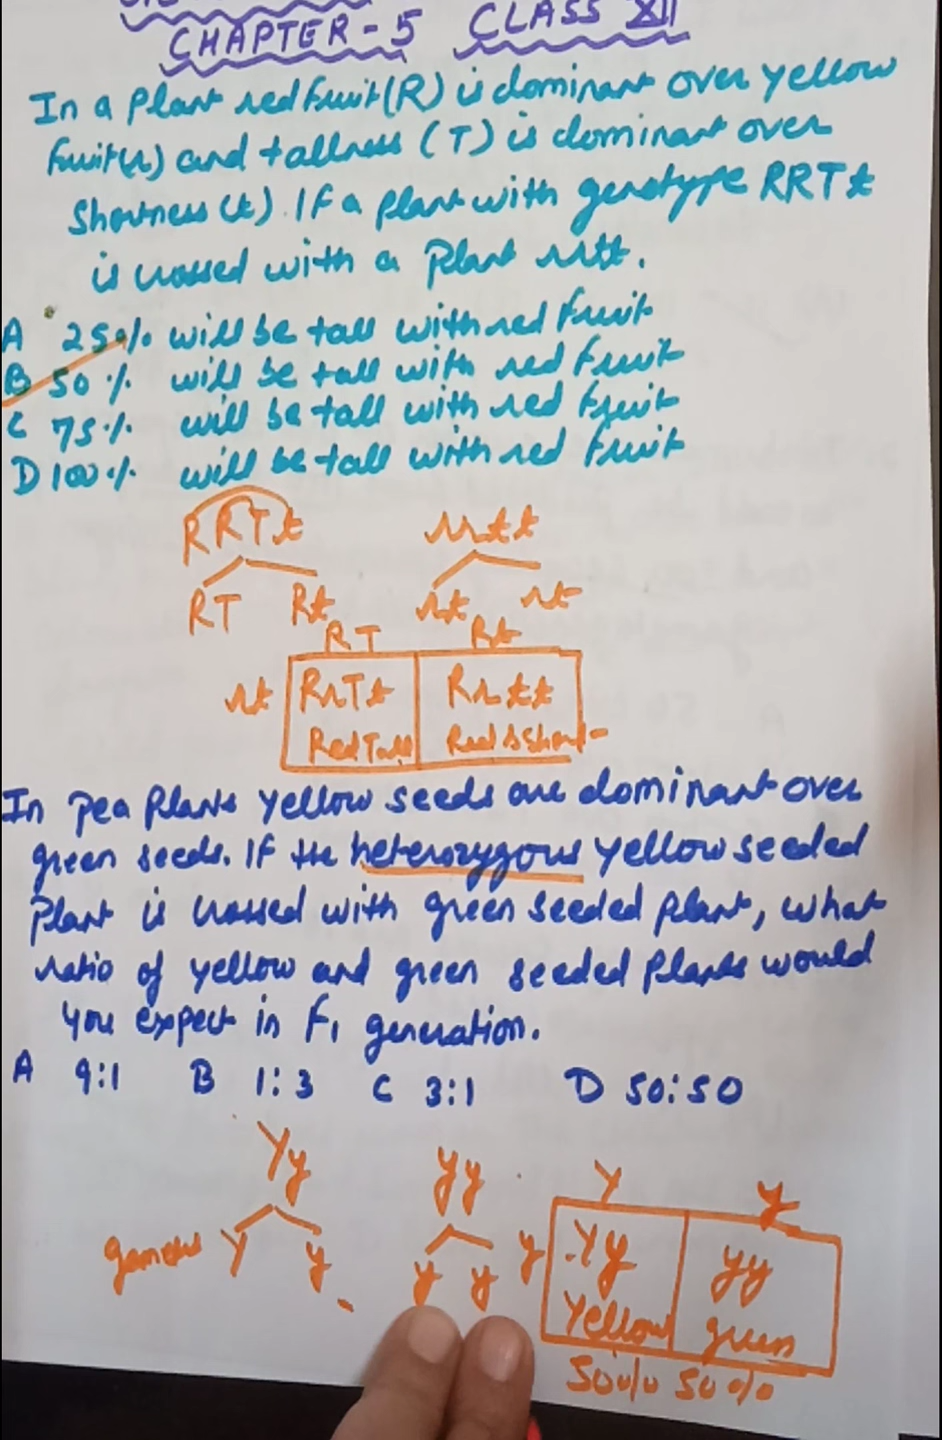 CHAPTER-5 CLASS XII
In a Plant red fruit (R) is dominant over yellow
fruit(r) and tallness (T) is dominant over
Shortness (t). If a plant with genotype RRTt
is crossed with a Plant rrtt.
A 25% will be tall with red fruit
B 50% will be tall with red fruit
C 75% will be tall with red fruit
D 100% will be tall with red fruit
RRTt rrtt
RT Rt rt rt
RT Rt
rt RrTt Rrtt
Red Tall Red & Short
In Pea Plants yellow seeds are dominant over
green seeds. If the heterozygous yellow seeded
Plant is crossed with green seeded plant, what
ratio of yellow and green seeded plants would
you expect in F1 generation.
A 9:1 B 1:3 C 3:1 D 50:50
Yy yy Y y
gametes Y y y y y Yy yy
Yellow green
50% 50%